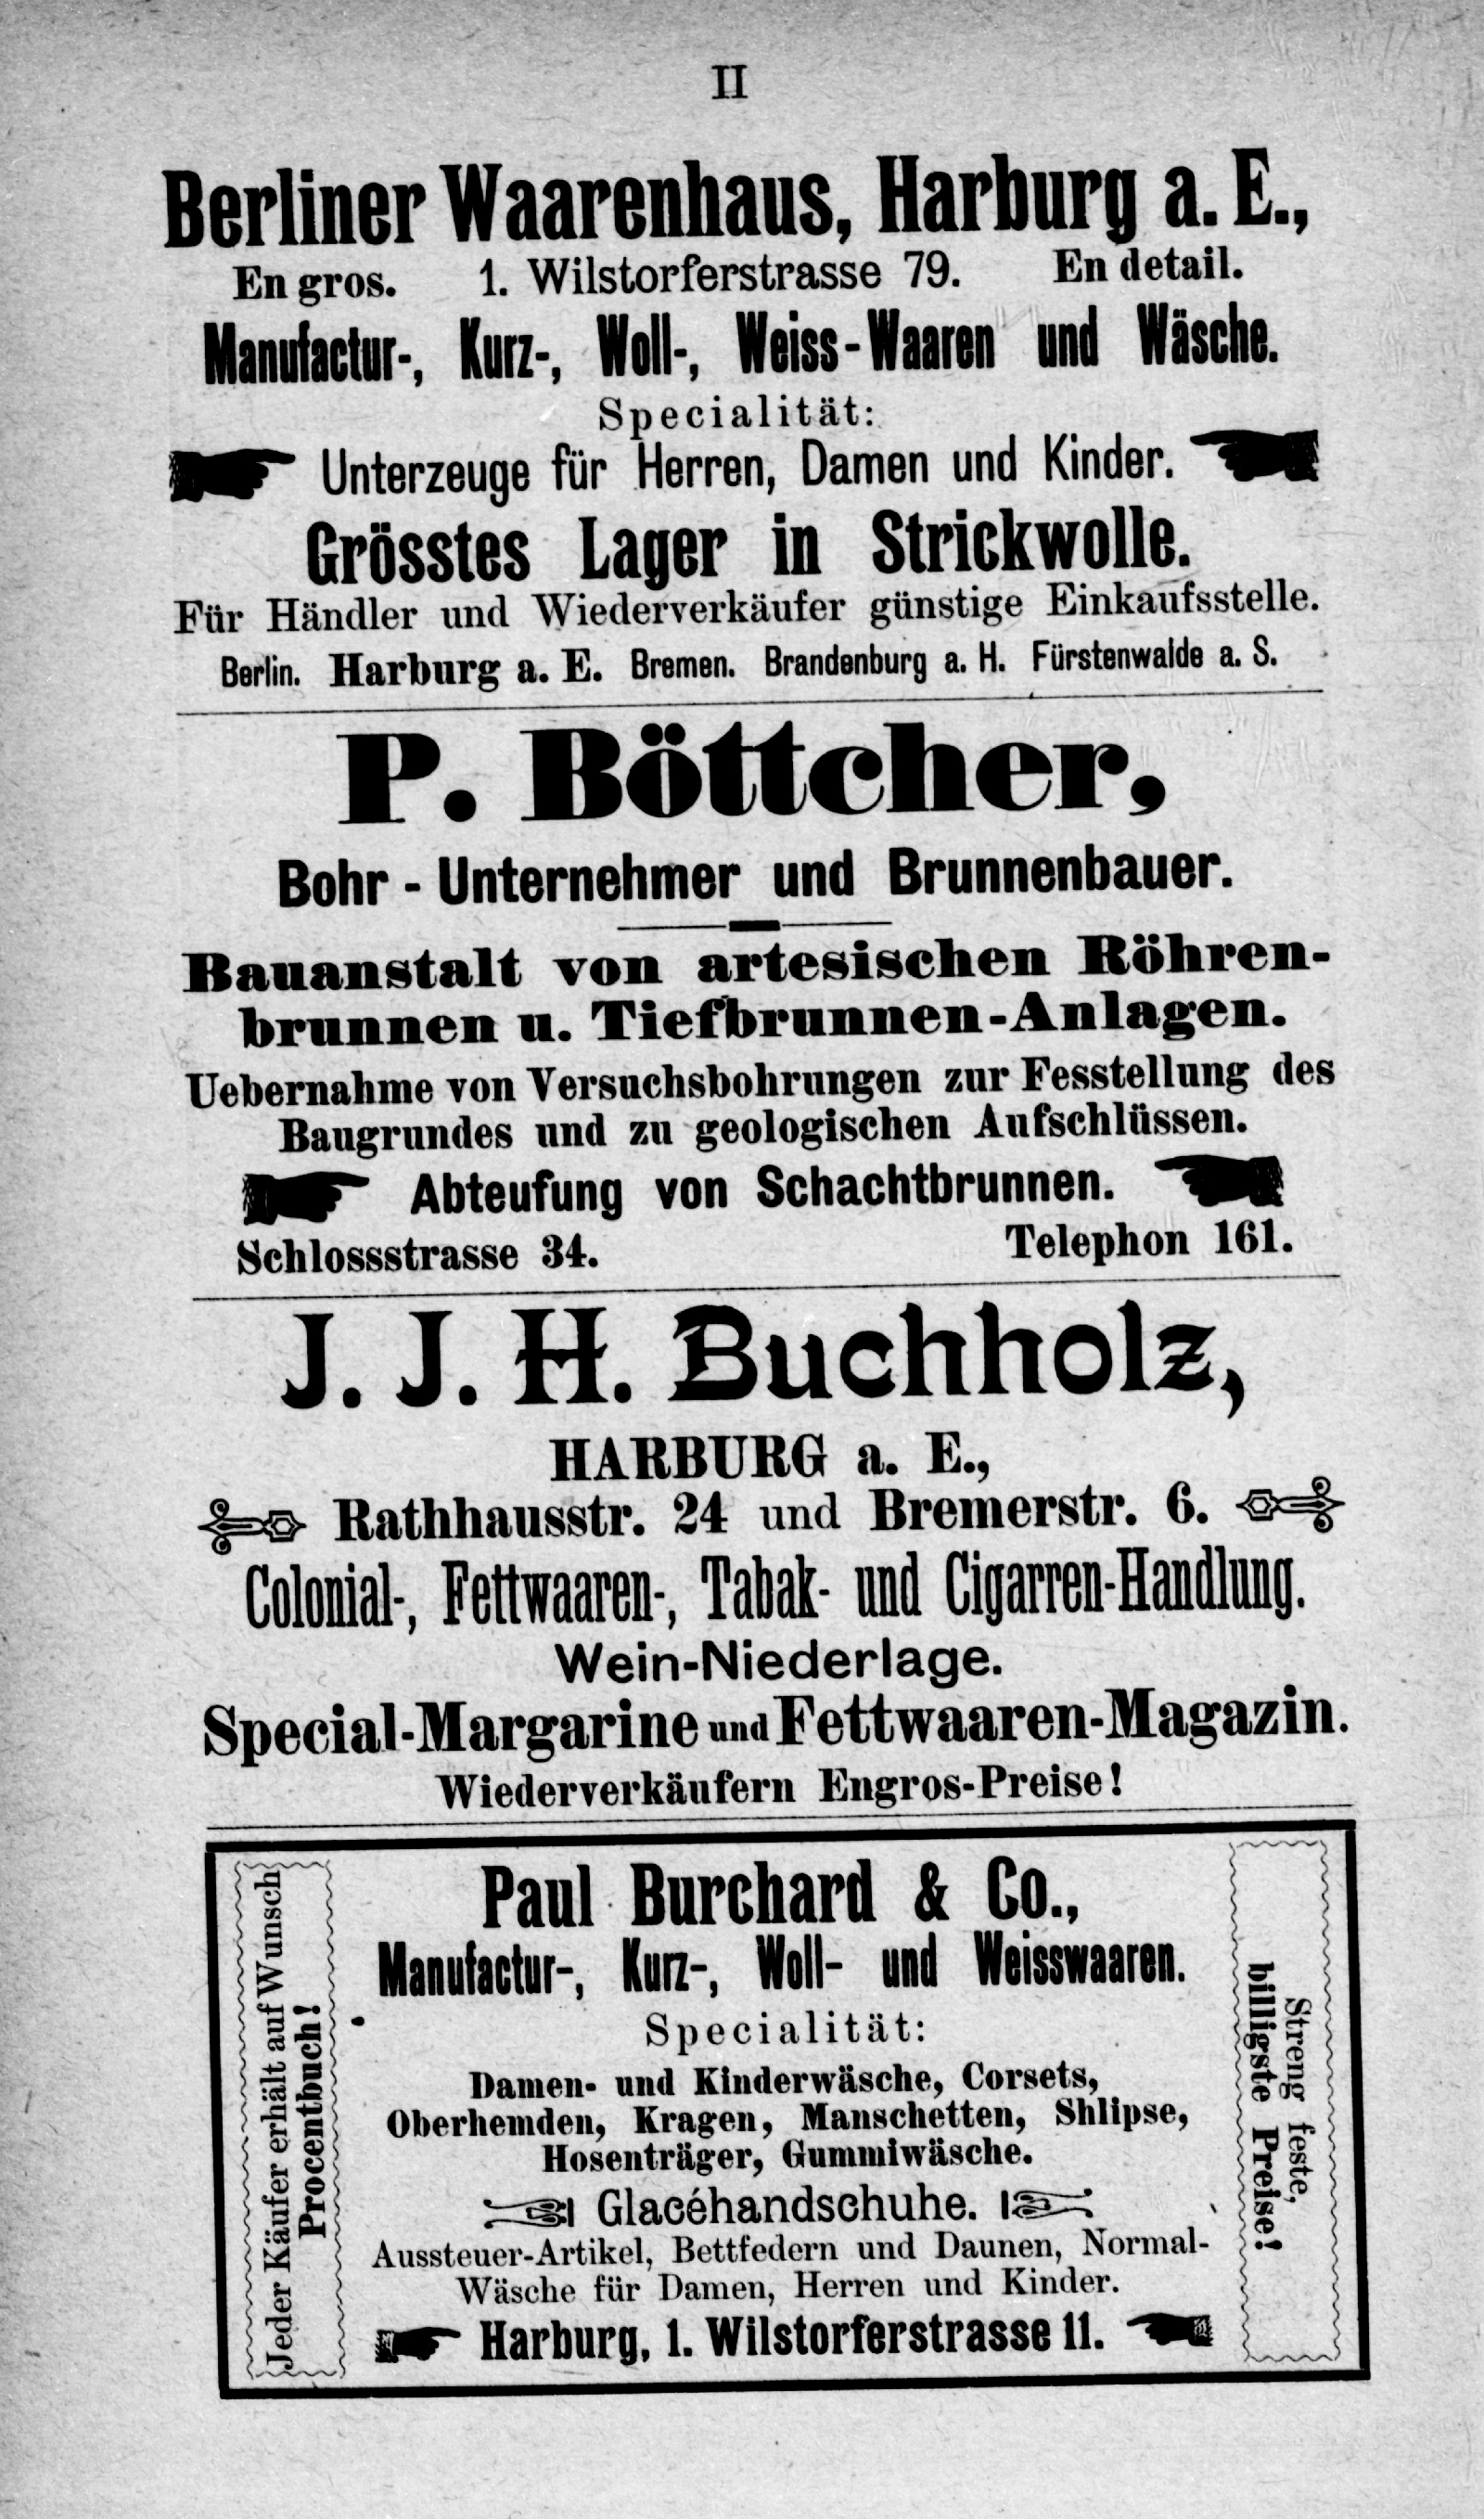 II
Berliner Waarenhaus, Harburg a. E.,
En gros. 1. Wilstorferstrasse 79. En detail.
Manufactur-, Kurz-, Woll-, Weiss-Waaren und Wäsche.
Specialität:
Unterzeuge für Herren, Damen und Kinder.
Grösstes Lager in Strickwolle.
Für Händler und Wiederverkäufer günstige Einkaufsstelle.
Berlin. Harburg a. E. Bremen. Brandenburg a. H. Fürstenwalde a. S.
P. Böttcher,
Bohr-Unternehmer und Brunnenbauer.
Bauanstalt von artesischen Röhren-
brunnen u. Tiefbrunnen-Anlagen.
Uebernahme von Versuchsbohrungen zur Fesstellung des
Baugrundes und zu geologischen Aufschlüssen.
Abteufung von Schachtbrunnen.
Schlossstrasse 34. Telephon 161.
J. J. H. Buchholz,
HARBURG a. E.,
Rathhausstr. 24 und Bremerstr. 6.
Colonial-, Fettwaaren-, Tabak- und Cigarren-Handlung.
Wein-Niederlage.
Special-Margarine und Fettwaaren-Magazin.
Wiederverkäufern Engros-Preise!
Jeder Käufer erhält auf Wunsch
Procentbuch!
Paul Burchard & Co.,
Manufactur-, Kurz-, Woll- und Weisswaaren.
Specialität:
Damen- und Kinderwäsche, Corsets,
Oberhemden, Kragen, Manschetten, Shlipse,
Hosenträger, Gummiwäsche.
Glacéhandschuhe.
Aussteuer-Artikel, Bettfedern und Daunen, Normal-
Wäsche für Damen, Herren und Kinder.
Harburg, 1. Wilstorferstrasse 11.
Streng feste,
billigste Preise!